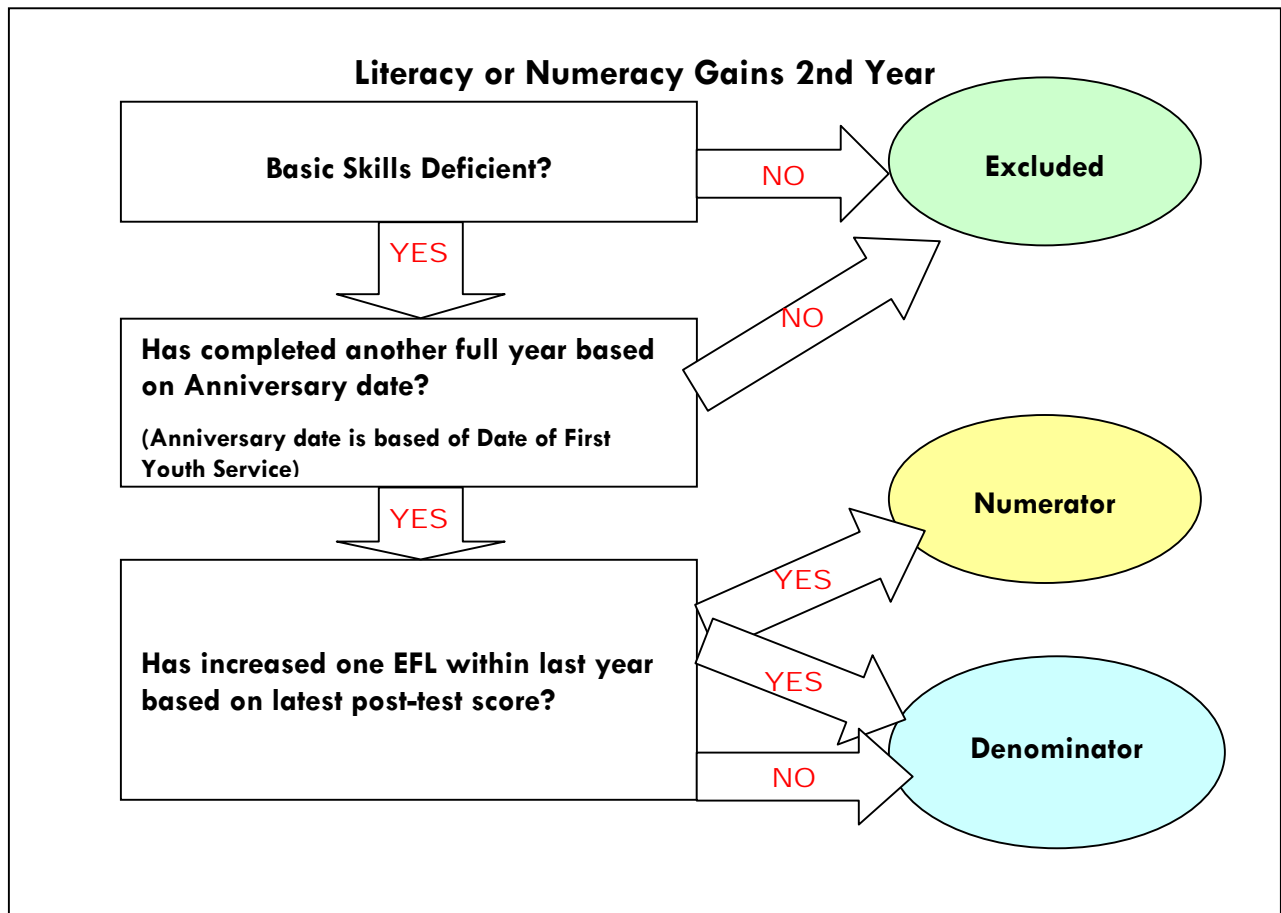 Literacy or Numeracy Gains 2nd Year
Basic Skills Deficient?
NO
Excluded
YES
Has completed another full year based
on Anniversary date?
(Anniversary date is based of Date of First
Youth Service)
NO
YES
Has increased one EFL within last year
based on latest post-test score?
YES
Numerator
YES
NO
Denominator